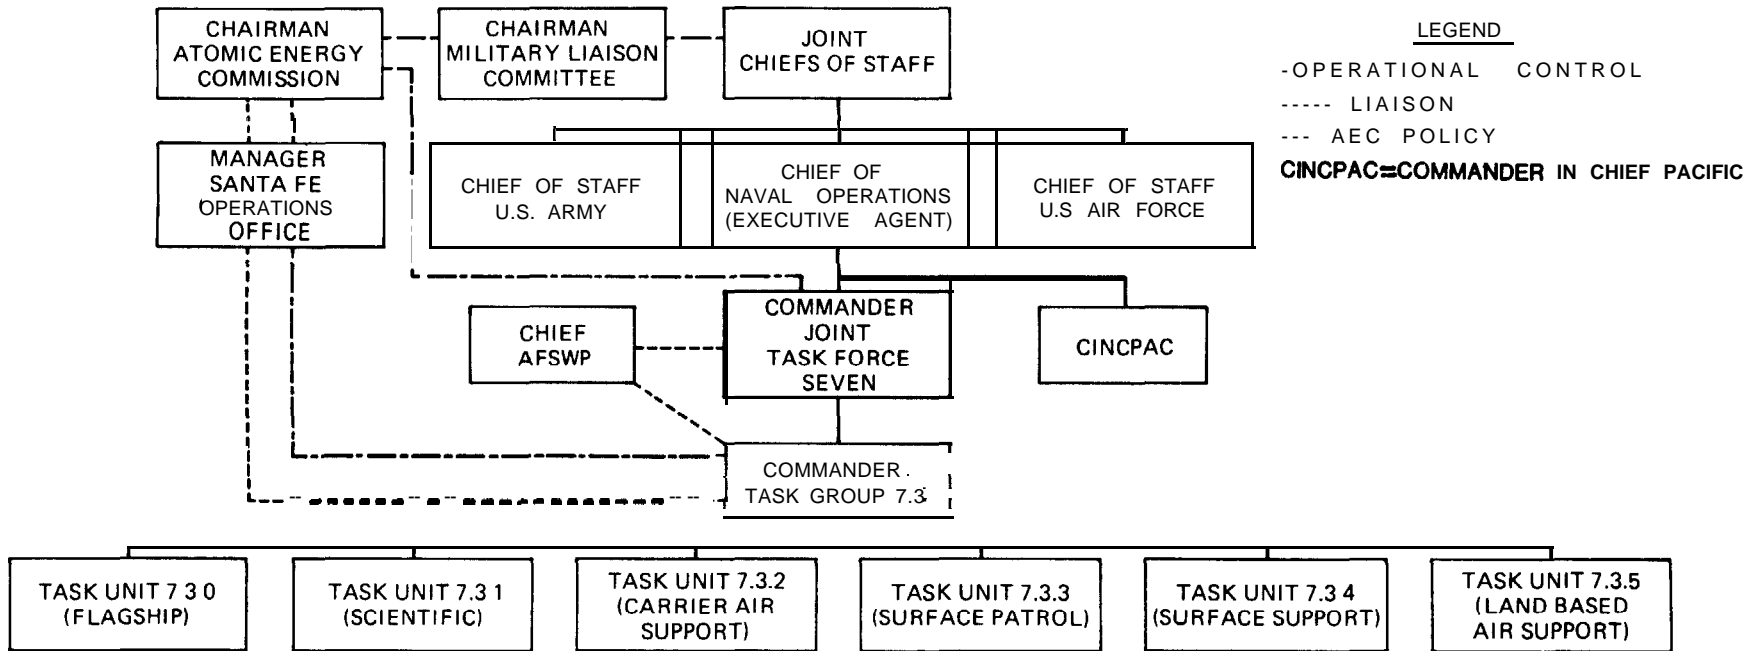 CHAIRMAN
ATOMIC ENERGY
COMMISSION
CHAIRMAN
MILITARY LIAISON
COMMITTEE
JOINT
CHIEFS OF STAFF
LEGEND
-OPERATIONAL CONTROL
----- LIAISON
--- AEC POLICY
CINCPAC=COMMANDER IN CHIEF PACIFIC
MANAGER
SANTA FE
OPERATIONS
OFFICE
CHIEF OF STAFF
U.S. ARMY
CHIEF OF
NAVAL OPERATIONS
(EXECUTIVE AGENT)
CHIEF OF STAFF
U.S AIR FORCE
CHIEF
AFSWP
COMMANDER
JOINT
TASK FORCE
SEVEN
CINCPAC
COMMANDER.
TASK GROUP 7.3
TASK UNIT 7 3 0
(FLAGSHIP)
TASK UNIT 7.3 1
(SCIENTIFIC)
TASK UNIT 7.3.2
(CARRIER AIR
SUPPORT)
TASK UNIT 7.3.3
(SURFACE PATROL)
TASK UNIT 7.3 4
(SURFACE SUPPORT)
TASK UNIT 7.3.5
(LAND BASED
AIR SUPPORT)